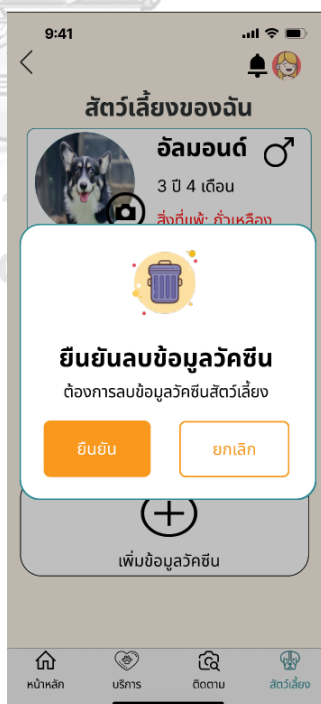 9:41
สัตว์เลี้ยงของฉัน
อัลมอนด์
3 ปี 4 เดือน
สิ่งที่แพ้: ถั่วเหลือง
ยืนยันลบข้อมูลวัคซีน
ต้องการลบข้อมูลวัคซีนสัตว์เลี้ยง
ยืนยัน ยกเลิก
เพิ่มข้อมูลวัคซีน
หน้าหลัก บริการ ติดตาม สัตว์เลี้ยง